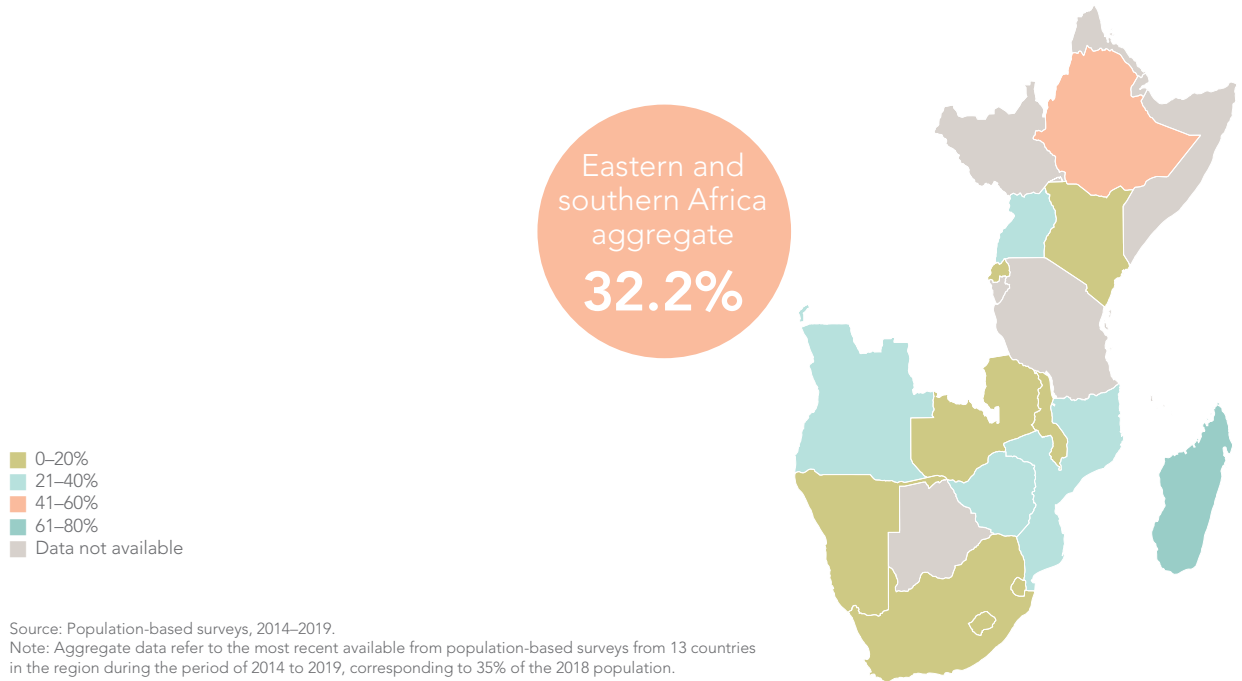 Eastern and
southern Africa
aggregate
32.2%
0–20%
21–40%
41–60%
61–80%
Data not available
Source: Population-based surveys, 2014–2019.
Note: Aggregate data refer to the most recent available from population-based surveys from 13 countries
in the region during the period of 2014 to 2019, corresponding to 35% of the 2018 population.